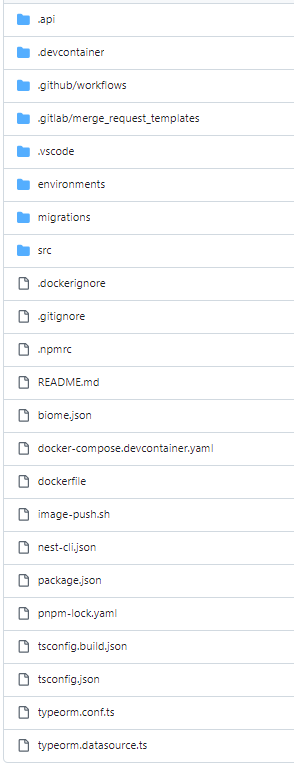 .api
.devcontainer
.github/workflows
.gitlab/merge_request_templates
.vscode
environments
migrations
src
.dockerignore
.gitignore
.npmrc
README.md
biome.json
docker-compose.devcontainer.yaml
dockerfile
image-push.sh
nest-cli.json
package.json
pnpm-lock.yaml
tsconfig.build.json
tsconfig.json
typeorm.conf.ts
typeorm.datasource.ts